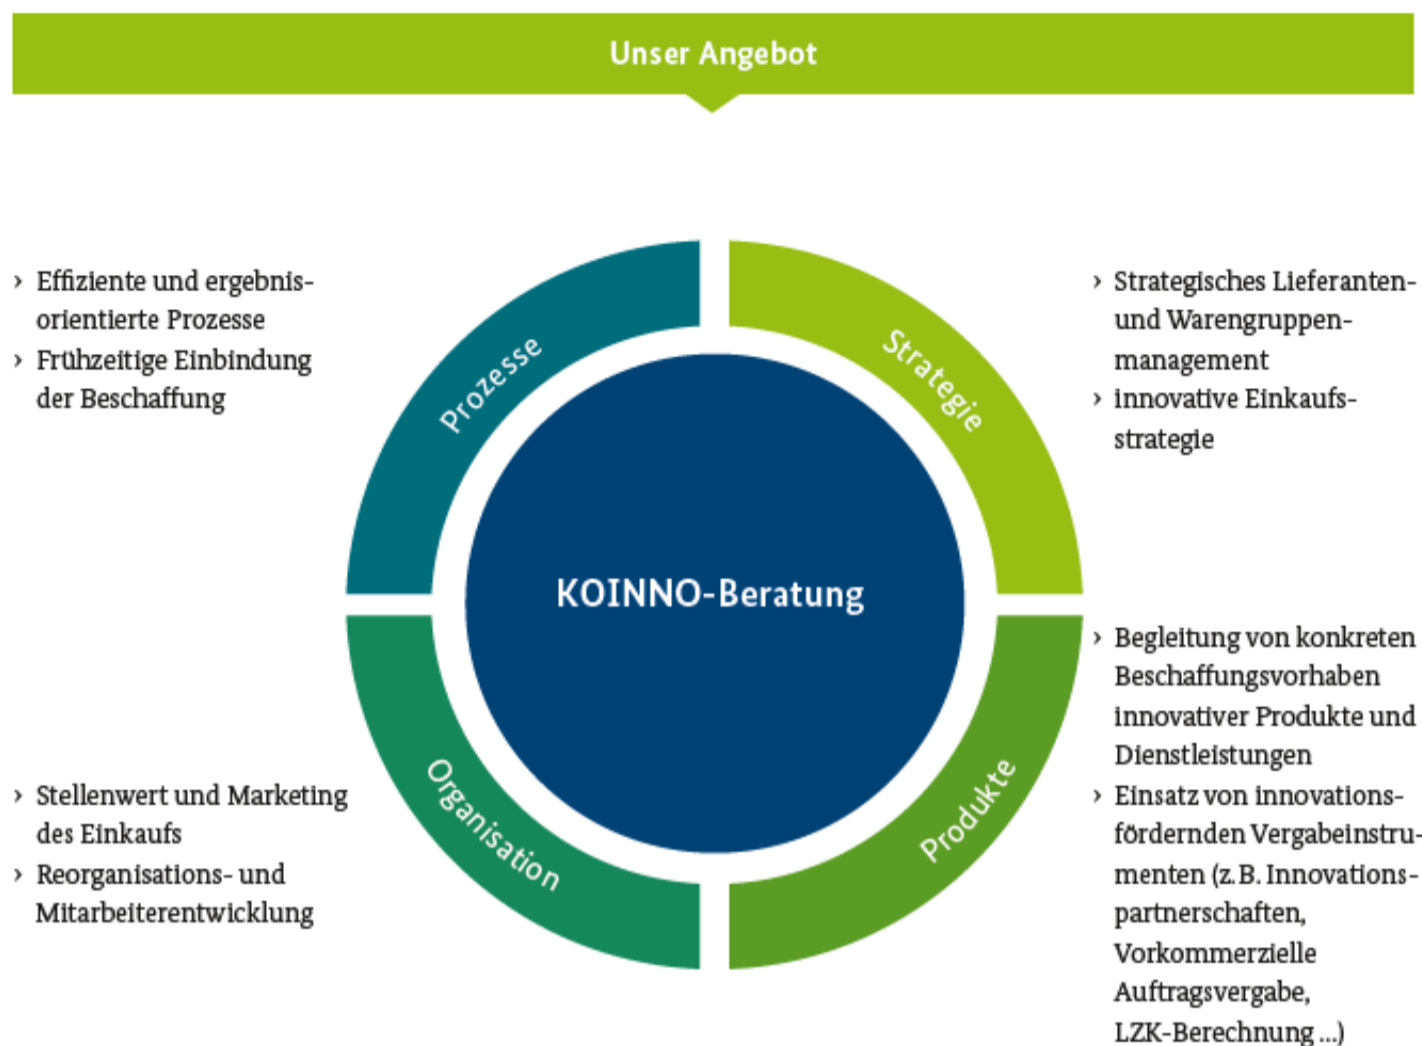 Unser Angebot
› Effiziente und ergebnis-
orientierte Prozesse
› Frühzeitige Einbindung
der Beschaffung
Prozesse
Strategie
› Strategisches Lieferanten-
und Warengruppen-
management
› innovative Einkaufs-
strategie
KOINNO-Beratung
› Stellenwert und Marketing
des Einkaufs
› Reorganisations- und
Mitarbeiterentwicklung
Organisation
Produkte
› Begleitung von konkreten
Beschaffungsvorhaben
innovativer Produkte und
Dienstleistungen
› Einsatz von innovations-
fördernden Vergabeinstru-
menten (z. B. Innovations-
partnerschaften,
Vorkommerzielle
Auftragsvergabe,
LZK-Berechnung ...)